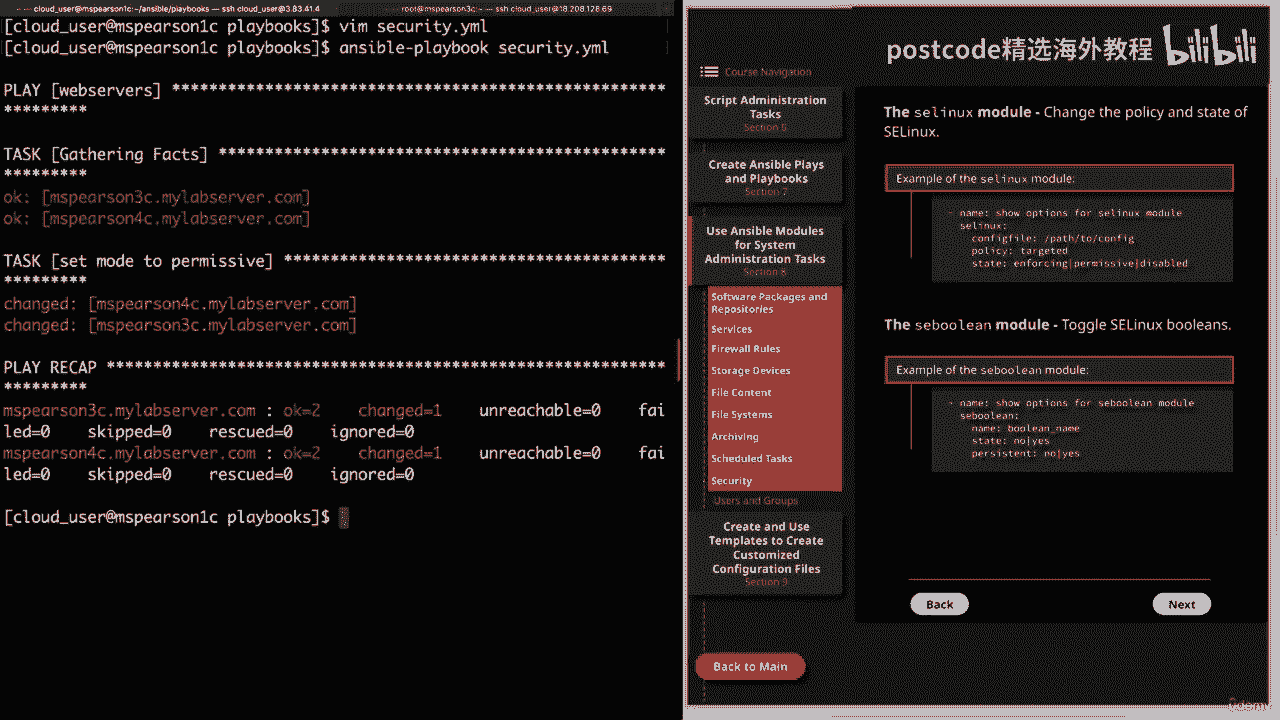 cloud_user@mspearson1c:~/ansible/playbooks — ssh cloud_user@3.83.41.4
root@mspearson3c:~ — ssh cloud_user@18.208.128.69
[cloud_user@mspearson1c playbooks]$ vim security.yml
[cloud_user@mspearson1c playbooks]$ ansible-playbook security.yml
PLAY [webservers] **************************************************
*********
TASK [Gathering Facts] *********************************************
*********
ok: [mspearson3c.mylabserver.com]
ok: [mspearson4c.mylabserver.com]
TASK [set mode to permissive] **************************************
*********
changed: [mspearson4c.mylabserver.com]
changed: [mspearson3c.mylabserver.com]
PLAY RECAP *********************************************************
*********
mspearson3c.mylabserver.com : ok=2    changed=1    unreachable=0    fai
led=0    skipped=0    rescued=0    ignored=0
mspearson4c.mylabserver.com : ok=2    changed=1    unreachable=0    fai
led=0    skipped=0    rescued=0    ignored=0
[cloud_user@mspearson1c playbooks]$
postcode精选海外教程 bilibili
Course Navigation
Script Administration
Tasks
Section 6
Create Ansible Plays
and Playbooks
Section 7
Use Ansible Modules
for System
Administration Tasks
Section 8
Software Packages and
Repositories
Services
Firewall Rules
Storage Devices
File Content
File Systems
Archiving
Scheduled Tasks
Security
Users and Groups
Create and Use
Templates to Create
Customized
Configuration Files
Section 9
Back to Main
The selinux module - Change the policy and state of
SELinux.
Example of the selinux module:
- name: show options for selinux module
selinux:
configfile: /path/to/config
policy: targeted
state: enforcing|permissive|disabled
The seboolean module - Toggle SELinux booleans.
Example of the seboolean module:
- name: show options for seboolean module
seboolean:
name: boolean_name
state: no|yes
persistent: no|yes
Back
Next
Udemy